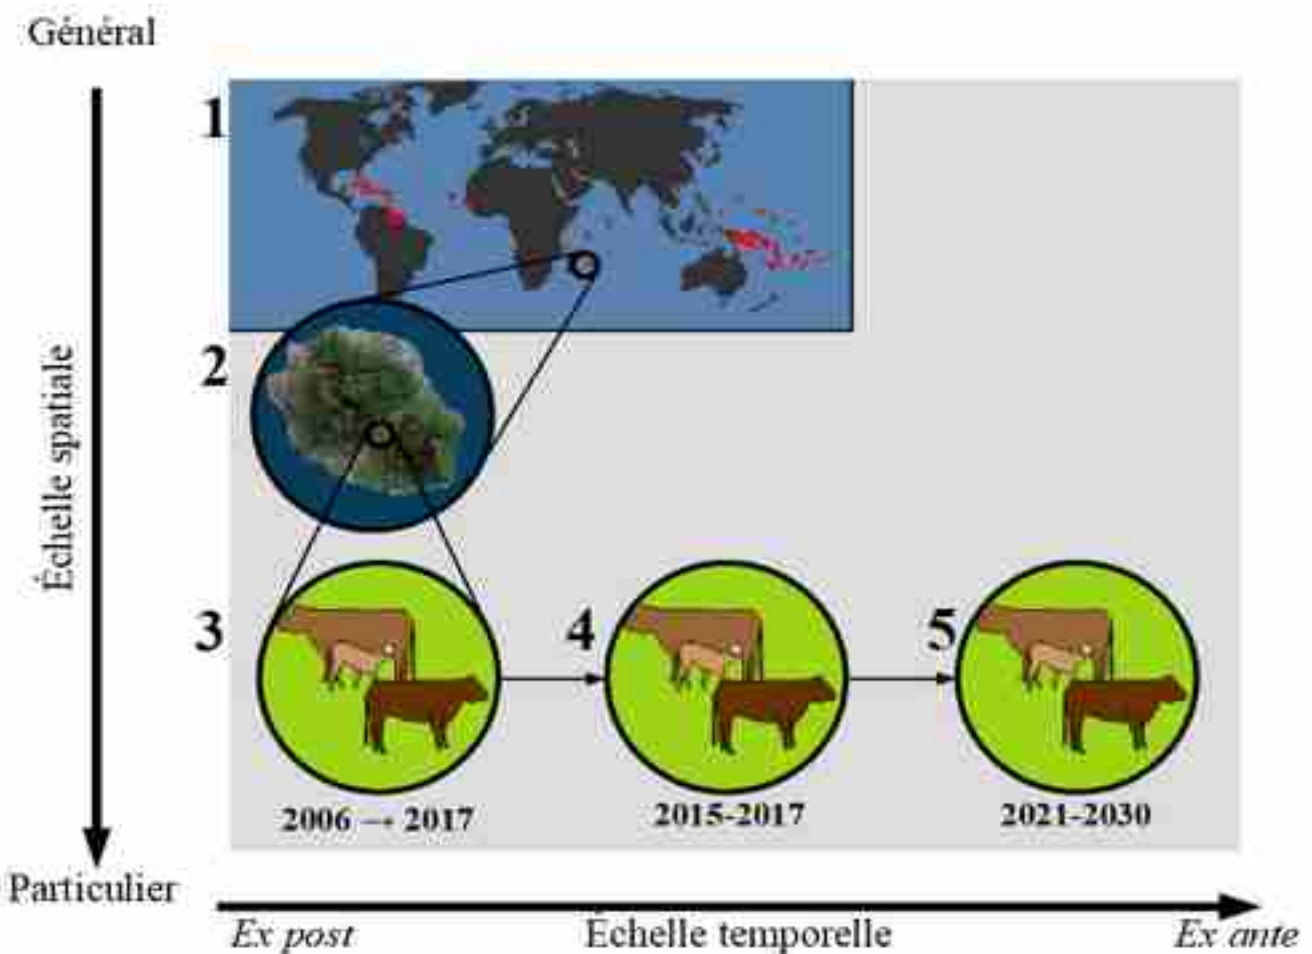 Général
1
2
Échelle spatiale
3
4
5
2006 → 2017
2015-2017
2021-2030
Particulier
Ex post
Échelle temporelle
Ex ante